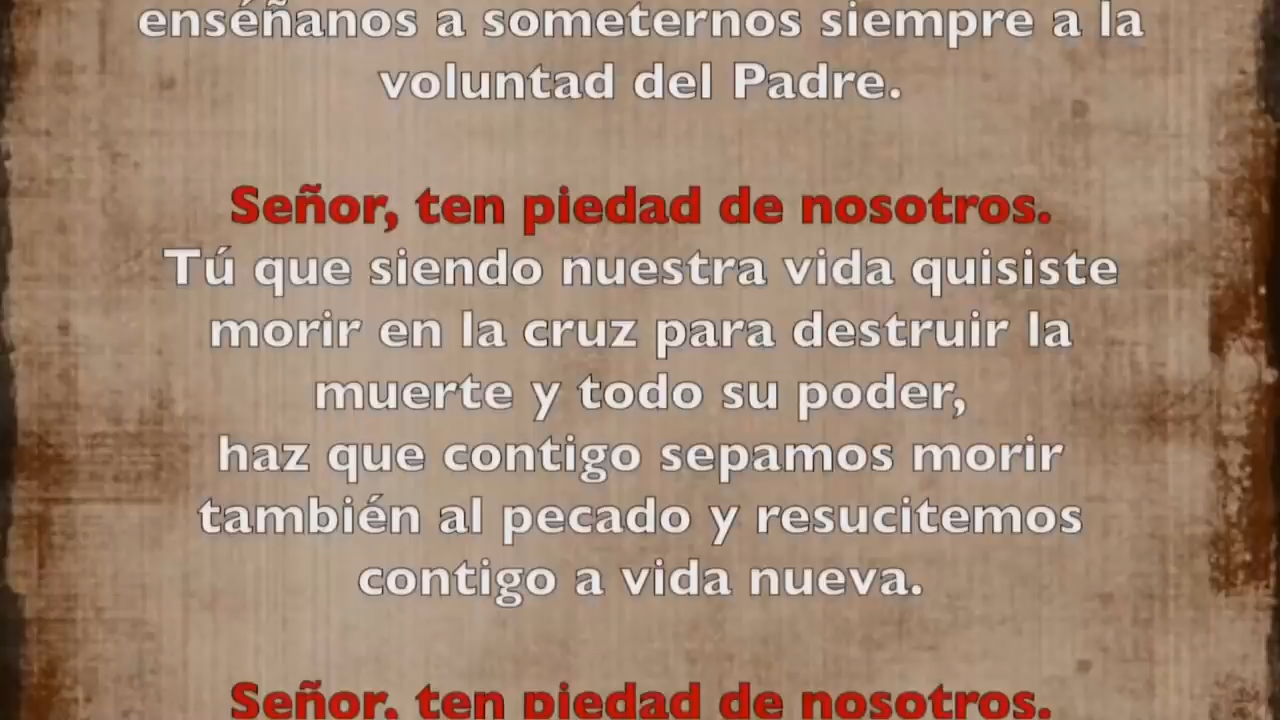 enséñanos a someternos siempre a la
voluntad del Padre.
Señor, ten piedad de nosotros.
Tú que siendo nuestra vida quisiste
morir en la cruz para destruir la
muerte y todo su poder,
haz que contigo sepamos morir
también al pecado y resucitemos
contigo a vida nueva.
Señor, ten piedad de nosotros.